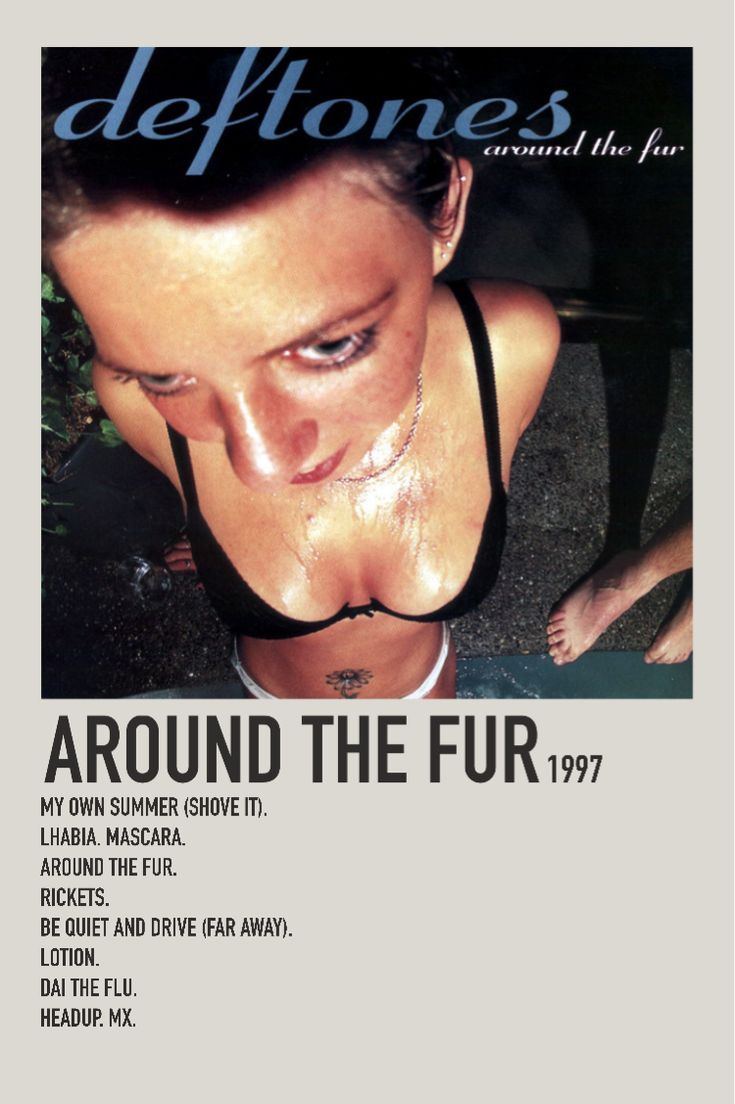 deftones
around the fur
AROUND THE FUR 1997
MY OWN SUMMER (SHOVE IT).
LHABIA. MASCARA.
AROUND THE FUR.
RICKETS.
BE QUIET AND DRIVE (FAR AWAY).
LOTION.
DAI THE FLU.
HEADUP. MX.